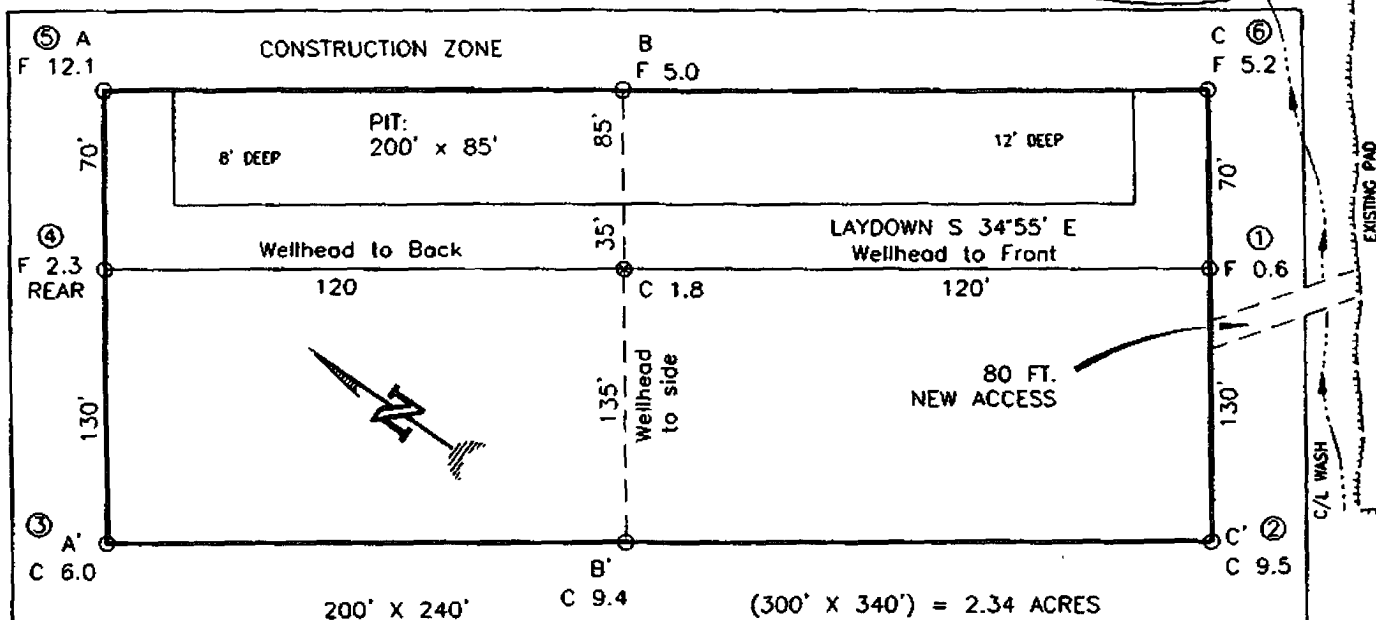 ⑤ A
F 12.1
CONSTRUCTION ZONE
B
F 5.0
C ⑥
F 5.2
70'
PIT:
200' x 85'
8' DEEP
85'
12' DEEP
70'
EXISTING PAD
④
F 2.3
REAR
Wellhead to Back
120
35'
C 1.8
LAYDOWN S 34°55' E
Wellhead to Front
120'
①
F 0.6
130'
N
135'
Wellhead
to side
80 FT.
NEW ACCESS
130'
C/L WASH
③ A'
C 6.0
B'
C 9.4
C' ②
C 9.5
200' X 240'
(300' X 340') = 2.34 ACRES